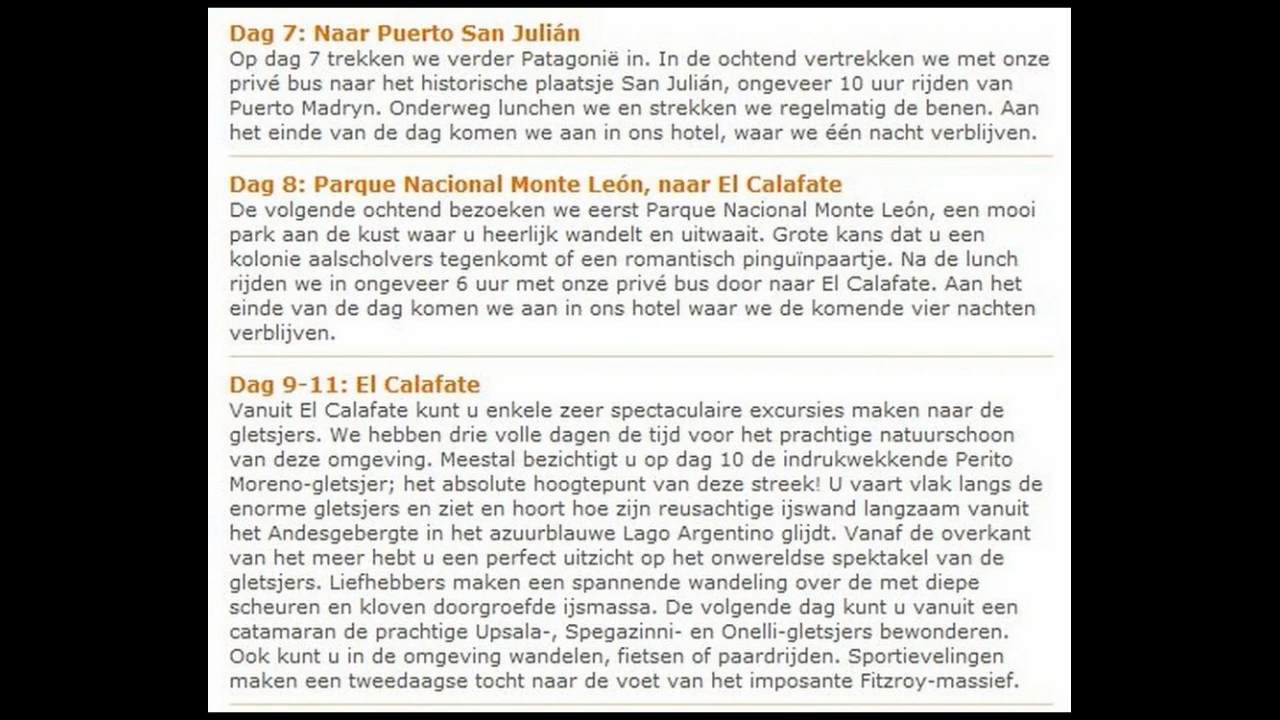 Dag 7: Naar Puerto San Julián
Op dag 7 trekken we verder Patagonië in. In de ochtend vertrekken we met onze
privé bus naar het historische plaatsje San Julián, ongeveer 10 uur rijden van
Puerto Madryn. Onderweg lunchen we en strekken we regelmatig de benen. Aan
het einde van de dag komen we aan in ons hotel, waar we één nacht verblijven.
Dag 8: Parque Nacional Monte León, naar El Calafate
De volgende ochtend bezoeken we eerst Parque Nacional Monte León, een mooi
park aan de kust waar u heerlijk wandelt en uitwaait. Grote kans dat u een
kolonie aalscholvers tegenkomt of een romantisch pinguïnpaartje. Na de lunch
rijden we in ongeveer 6 uur met onze privé bus door naar El Calafate. Aan het
einde van de dag komen we aan in ons hotel waar we de komende vier nachten
verblijven.
Dag 9-11: El Calafate
Vanuit El Calafate kunt u enkele zeer spectaculaire excursies maken naar de
gletsjers. We hebben drie volle dagen de tijd voor het prachtige natuurschoon
van deze omgeving. Meestal bezichtigt u op dag 10 de indrukwekkende Perito
Moreno-gletsjer; het absolute hoogtepunt van deze streek! U vaart vlak langs de
enorme gletsjers en ziet en hoort hoe zijn reusachtige ijswand langzaam vanuit
het Andesgebergte in het azuurblauwe Lago Argentino glijdt. Vanaf de overkant
van het meer hebt u een perfect uitzicht op het onwereldse spektakel van de
gletsjers. Liefhebbers maken een spannende wandeling over de met diepe
scheuren en kloven doorgroefde ijsmassa. De volgende dag kunt u vanuit een
catamaran de prachtige Upsala-, Spegazinni- en Onelli-gletsjers bewonderen.
Ook kunt u in de omgeving wandelen, fietsen of paardrijden. Sportievelingen
maken een tweedaagse tocht naar de voet van het imposante Fitzroy-massief.